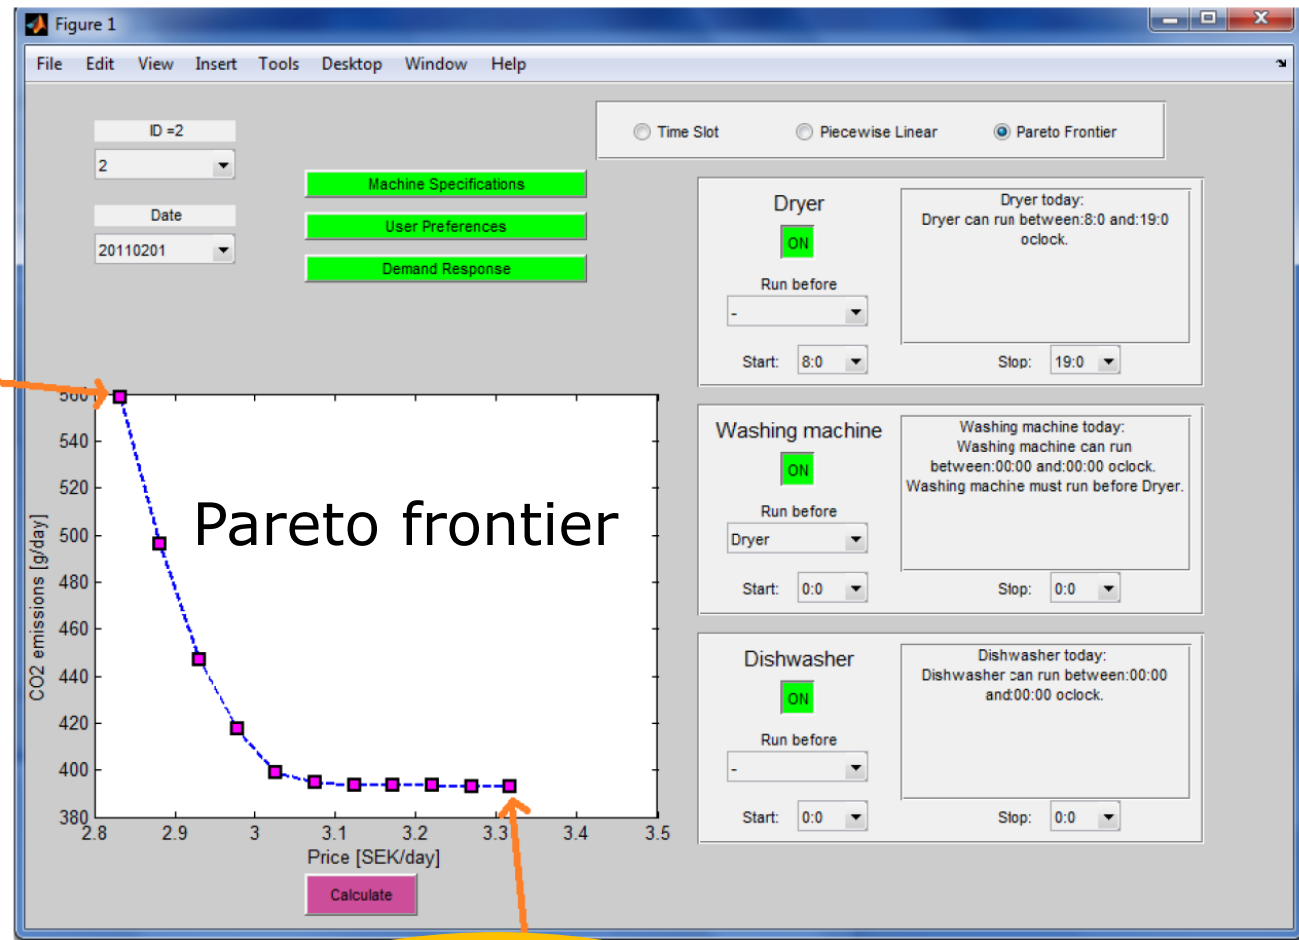 Figure 1
File Edit View Insert Tools Desktop Window Help
ID =2
2
Date
20110201
Machine Specifications
User Preferences
Demand Response
Time Slot Piecewise Linear Pareto Frontier
Dryer
ON
Run before
-
Start: 8:0
Dryer today:
Dryer can run between:8:0 and:19:0
oclock.
Stop: 19:0
Washing machine
ON
Run before
Dryer
Start: 0:0
Washing machine today:
Washing machine can run
between:00:00 and:00:00 oclock.
Washing machine must run before Dryer.
Stop: 0:0
Dishwasher
ON
Run before
-
Start: 0:0
Dishwasher today:
Dishwasher can run between:00:00
and:00:00 oclock.
Stop: 0:0
Pareto frontier
CO2 emissions [g/day]
560
540
520
500
480
460
440
420
400
380
2.8 2.9 3 3.1 3.2 3.3 3.4 3.5
Price [SEK/day]
Calculate